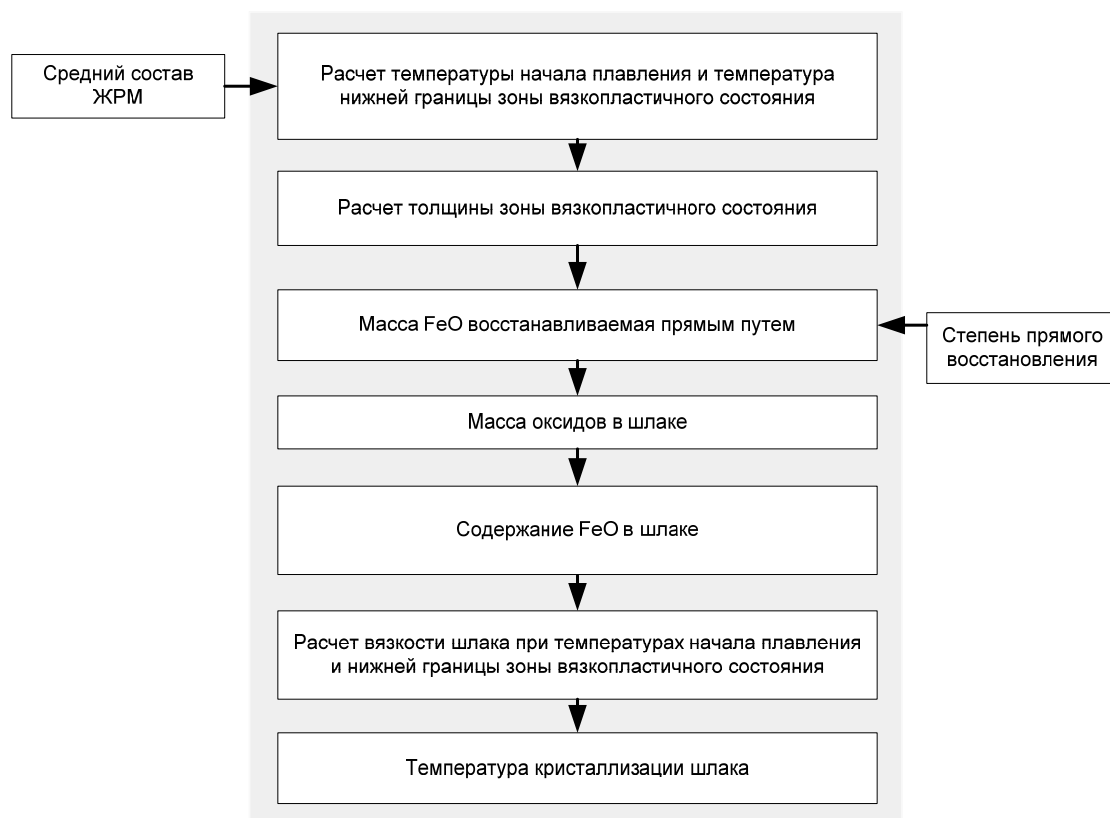 Средний состав
ЖРМ
Расчет температуры начала плавления и температура
нижней границы зоны вязкопластичного состояния
Расчет толщины зоны вязкопластичного состояния
Масса FeO восстанавливаемая прямым путем
Степень прямого
восстановления
Масса оксидов в шлаке
Содержание FeO в шлаке
Расчет вязкости шлака при температурах начала плавления
и нижней границы зоны вязкопластичного состояния
Температура кристаллизации шлака